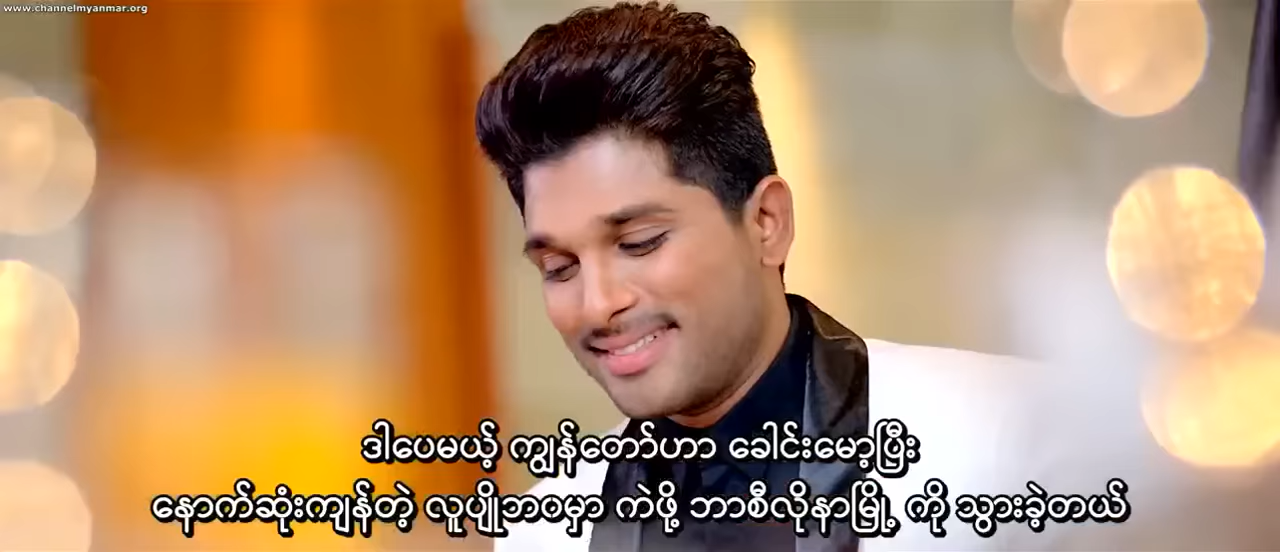 www.channelmyanmar.org
ဒါပေမယ့် ကျွန်တော်ဟာ ခေါင်းမော့ပြီး
နောက်ဆုံးကျန်တဲ့ လူပျိုဘဝမှာ ကဲဖို့ ဘာစီလိုနာမြို့ ကို သွားခဲ့တယ်